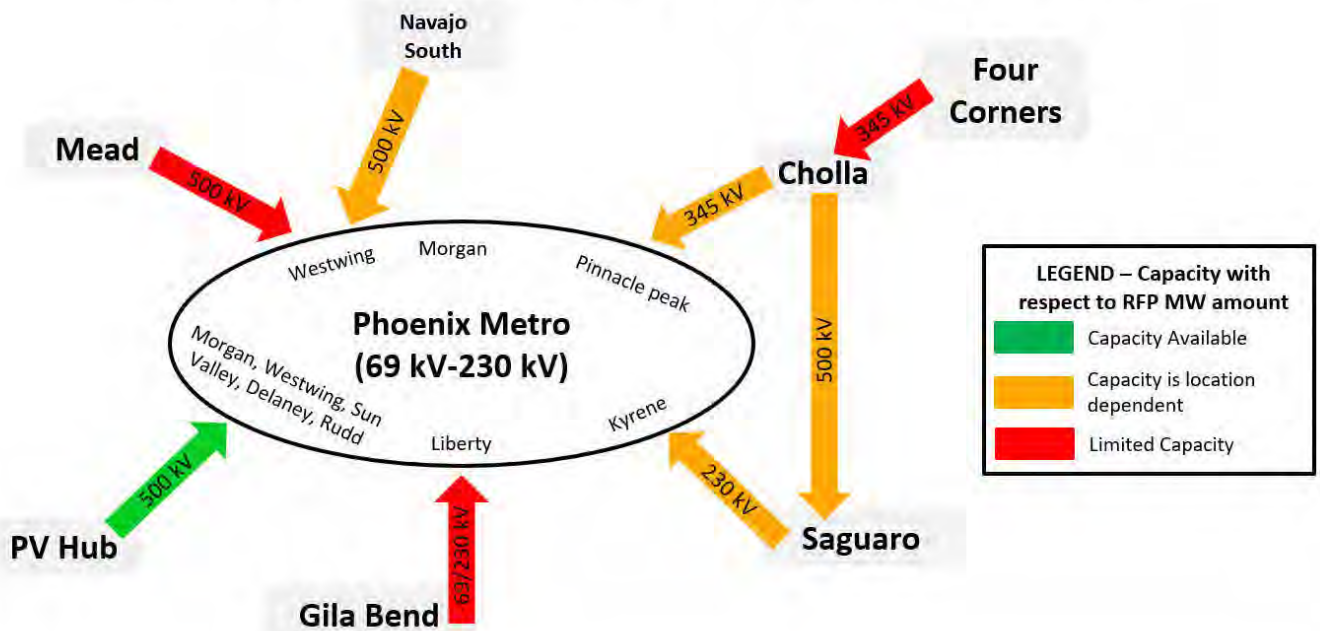 Navajo
South
Four
Corners
Mead
500 kV
500 kV
345 kV
Cholla
345 kV
Westwing
Morgan
Pinnacle peak
Phoenix Metro
(69 kV-230 kV)
Morgan, Westwing, Sun
Valley, Delaney, Rudd
Liberty
Kyrene
500 kV
500 kV
230 kV
63/230 kV
PV Hub
Saguaro
Gila Bend
LEGEND – Capacity with
respect to RFP MW amount
Capacity Available
Capacity is location
dependent
Limited Capacity